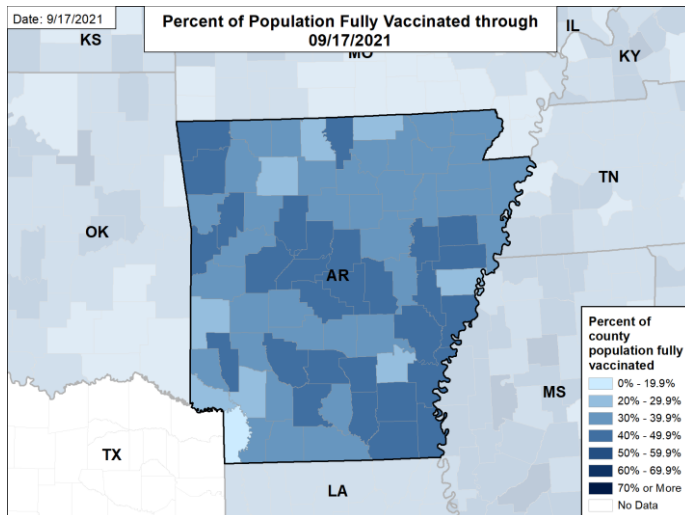 Date: 9/17/2021
Percent of Population Fully Vaccinated through
09/17/2021
IL
KS
MO
KY
TN
OK
AR
MS
TX
LA
Percent of
county
population fully
vaccinated
0% - 19.9%
20% - 29.9%
30% - 39.9%
40% - 49.9%
50% - 59.9%
60% - 69.9%
70% or More
No Data